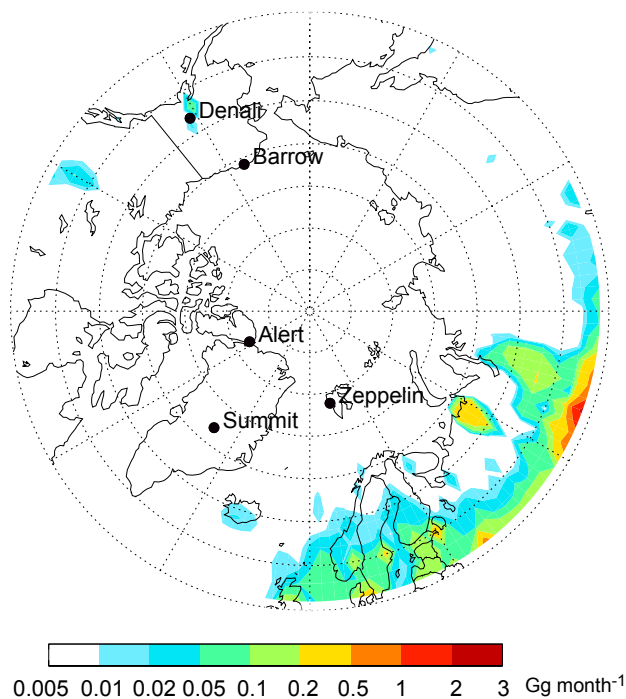 Denali
Barrow
Alert
Zeppelin
Summit
0.005 0.01 0.02 0.05 0.1 0.2 0.5 1 2 3 Gg month-1